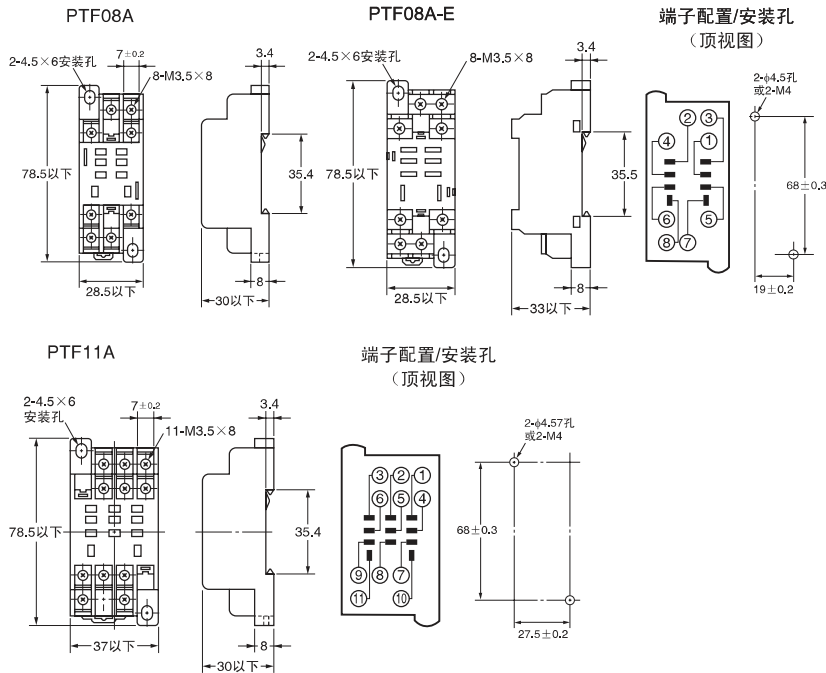 PTF08A
PTF08A-E
端子配置/安装孔
（顶视图）
2-4.5×6安装孔
7±0.2
8-M3.5×8
3.4
78.5以下
35.4
28.5以下
8
30以下
2-4.5×6安装孔
8-M3.5×8
3.4
78.5以下
35.5
28.5以下
8
33以下
2-φ4.5孔
或2-M4
②
③
④
①
⑥
⑤
⑧
⑦
68±0.3
19±0.2
PTF11A
端子配置/安装孔
（顶视图）
2-4.5×6
安装孔
7±0.2
11-M3.5×8
3.4
78.5以下
35.4
37以下
8
30以下
③
②
①
⑥
⑤
④
⑨
⑧
⑦
⑪
⑩
2-φ4.57孔
或2-M4
68±0.3
27.5±0.2